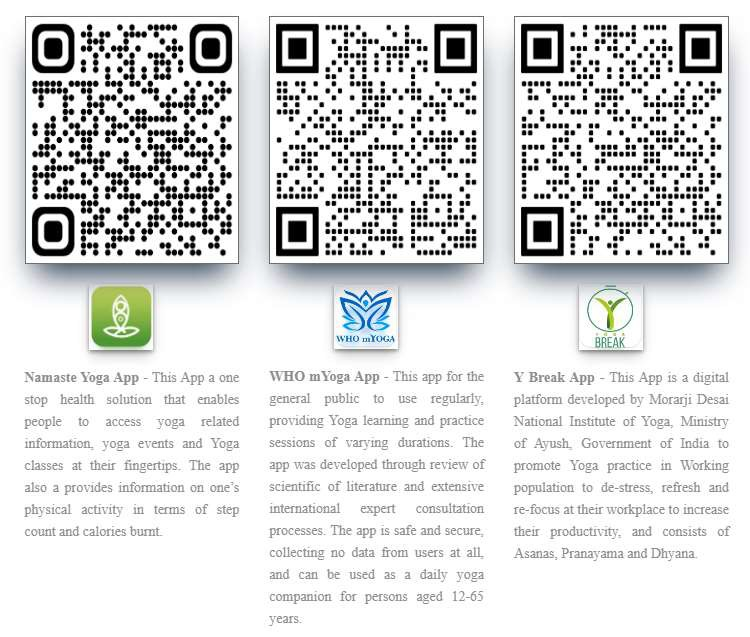 WHO mYOGA
YOGA
BREAK
Namaste Yoga App - This App a one
stop health solution that enables
people to access yoga related
information, yoga events and Yoga
classes at their fingertips. The app
also a provides information on one’s
physical activity in terms of step
count and calories burnt.
WHO mYoga App - This app for the
general public to use regularly,
providing Yoga learning and practice
sessions of varying durations. The
app was developed through review of
scientific of literature and extensive
international expert consultation
processes. The app is safe and secure,
collecting no data from users at all,
and can be used as a daily yoga
companion for persons aged 12-65
years.
Y Break App - This App is a digital
platform developed by Morarji Desai
National Institute of Yoga, Ministry
of Ayush, Government of India to
promote Yoga practice in Working
population to de-stress, refresh and
re-focus at their workplace to increase
their productivity, and consists of
Asanas, Pranayama and Dhyana.